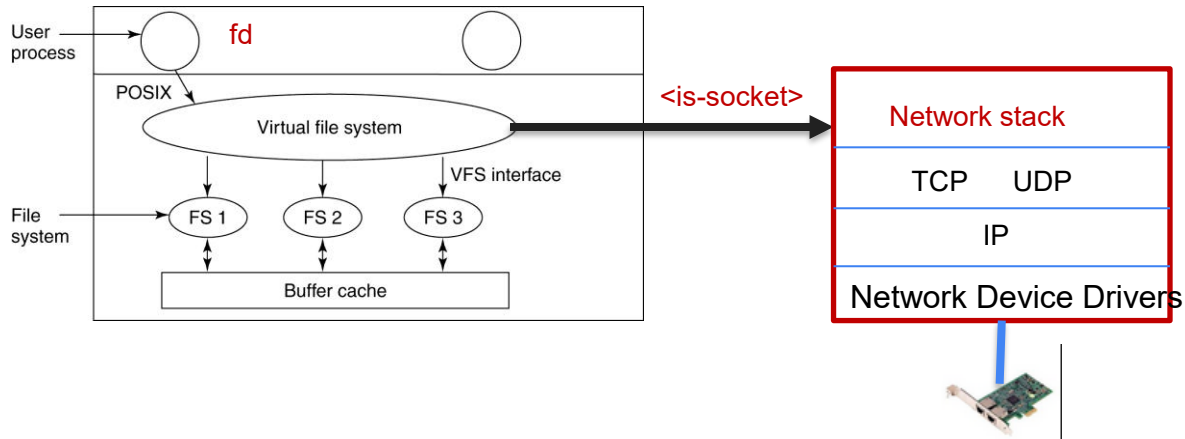 User
process
fd
POSIX
Virtual file system
<is-socket>
VFS interface
File
system
FS 1
FS 2
FS 3
Buffer cache
Network stack
TCP UDP
IP
Network Device Drivers